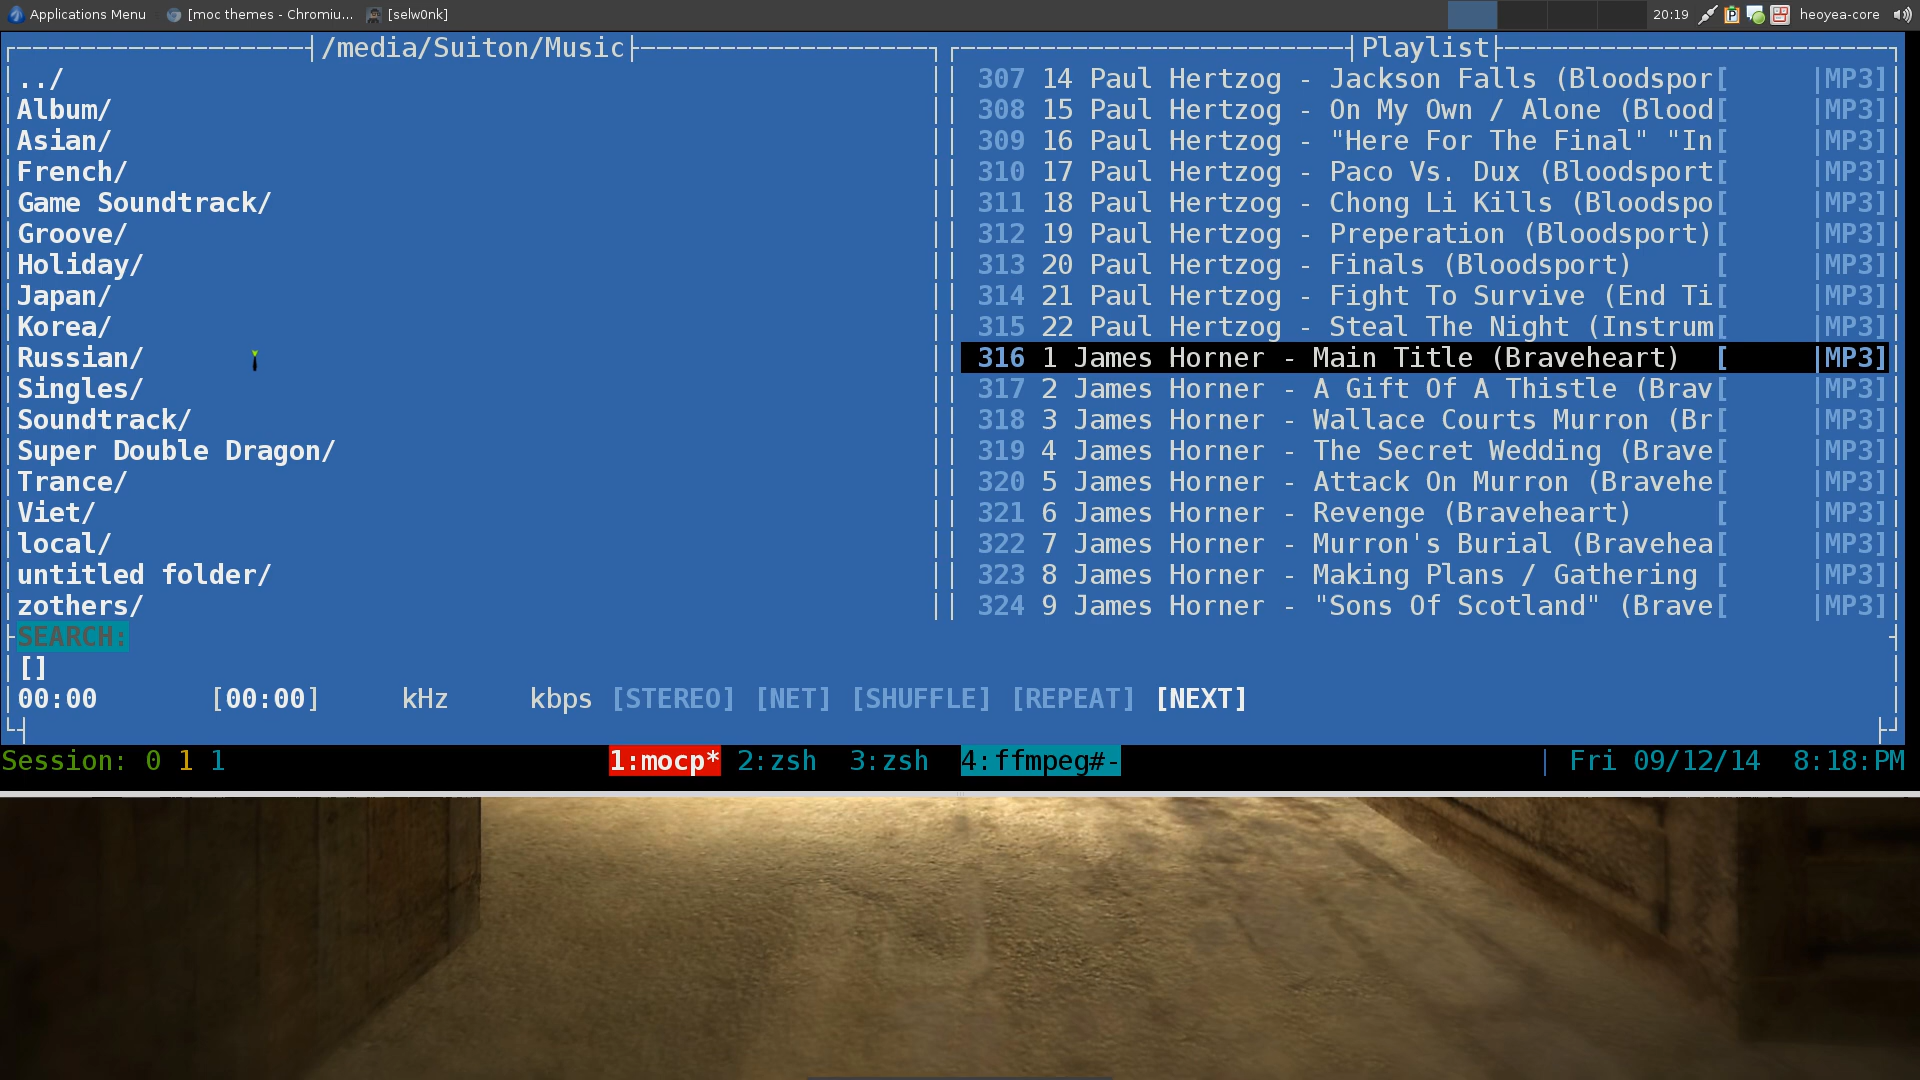 Applications Menu [moc themes - Chromiu... [selw0nk] 20:19 heoyea-core
/media/Suiton/Music
../
Album/
Asian/
French/
Game Soundtrack/
Groove/
Holiday/
Japan/
Korea/
Russian/
Singles/
Soundtrack/
Super Double Dragon/
Trance/
Viet/
local/
untitled folder/
zothers/
Playlist
307 14 Paul Hertzog - Jackson Falls (Bloodspor[ |MP3]
308 15 Paul Hertzog - On My Own / Alone (Blood[ |MP3]
309 16 Paul Hertzog - "Here For The Final" "In[ |MP3]
310 17 Paul Hertzog - Paco Vs. Dux (Bloodsport[ |MP3]
311 18 Paul Hertzog - Chong Li Kills (Bloodspo[ |MP3]
312 19 Paul Hertzog - Preperation (Bloodsport)[ |MP3]
313 20 Paul Hertzog - Finals (Bloodsport) [ |MP3]
314 21 Paul Hertzog - Fight To Survive (End Ti[ |MP3]
315 22 Paul Hertzog - Steal The Night (Instrum[ |MP3]
316 1 James Horner - Main Title (Braveheart) [ |MP3]
317 2 James Horner - A Gift Of A Thistle (Brav[ |MP3]
318 3 James Horner - Wallace Courts Murron (Br[ |MP3]
319 4 James Horner - The Secret Wedding (Brave[ |MP3]
320 5 James Horner - Attack On Murron (Bravehe[ |MP3]
321 6 James Horner - Revenge (Braveheart) [ |MP3]
322 7 James Horner - Murron's Burial (Bravehea[ |MP3]
323 8 James Horner - Making Plans / Gathering [ |MP3]
324 9 James Horner - "Sons Of Scotland" (Brave[ |MP3]
SEARCH:
[]
00:00 [00:00] kHz kbps [STEREO] [NET] [SHUFFLE] [REPEAT] [NEXT]
Session: 0 1 1 1:mocp* 2:zsh 3:zsh 4:ffmpeg#- | Fri 09/12/14 8:18:PM